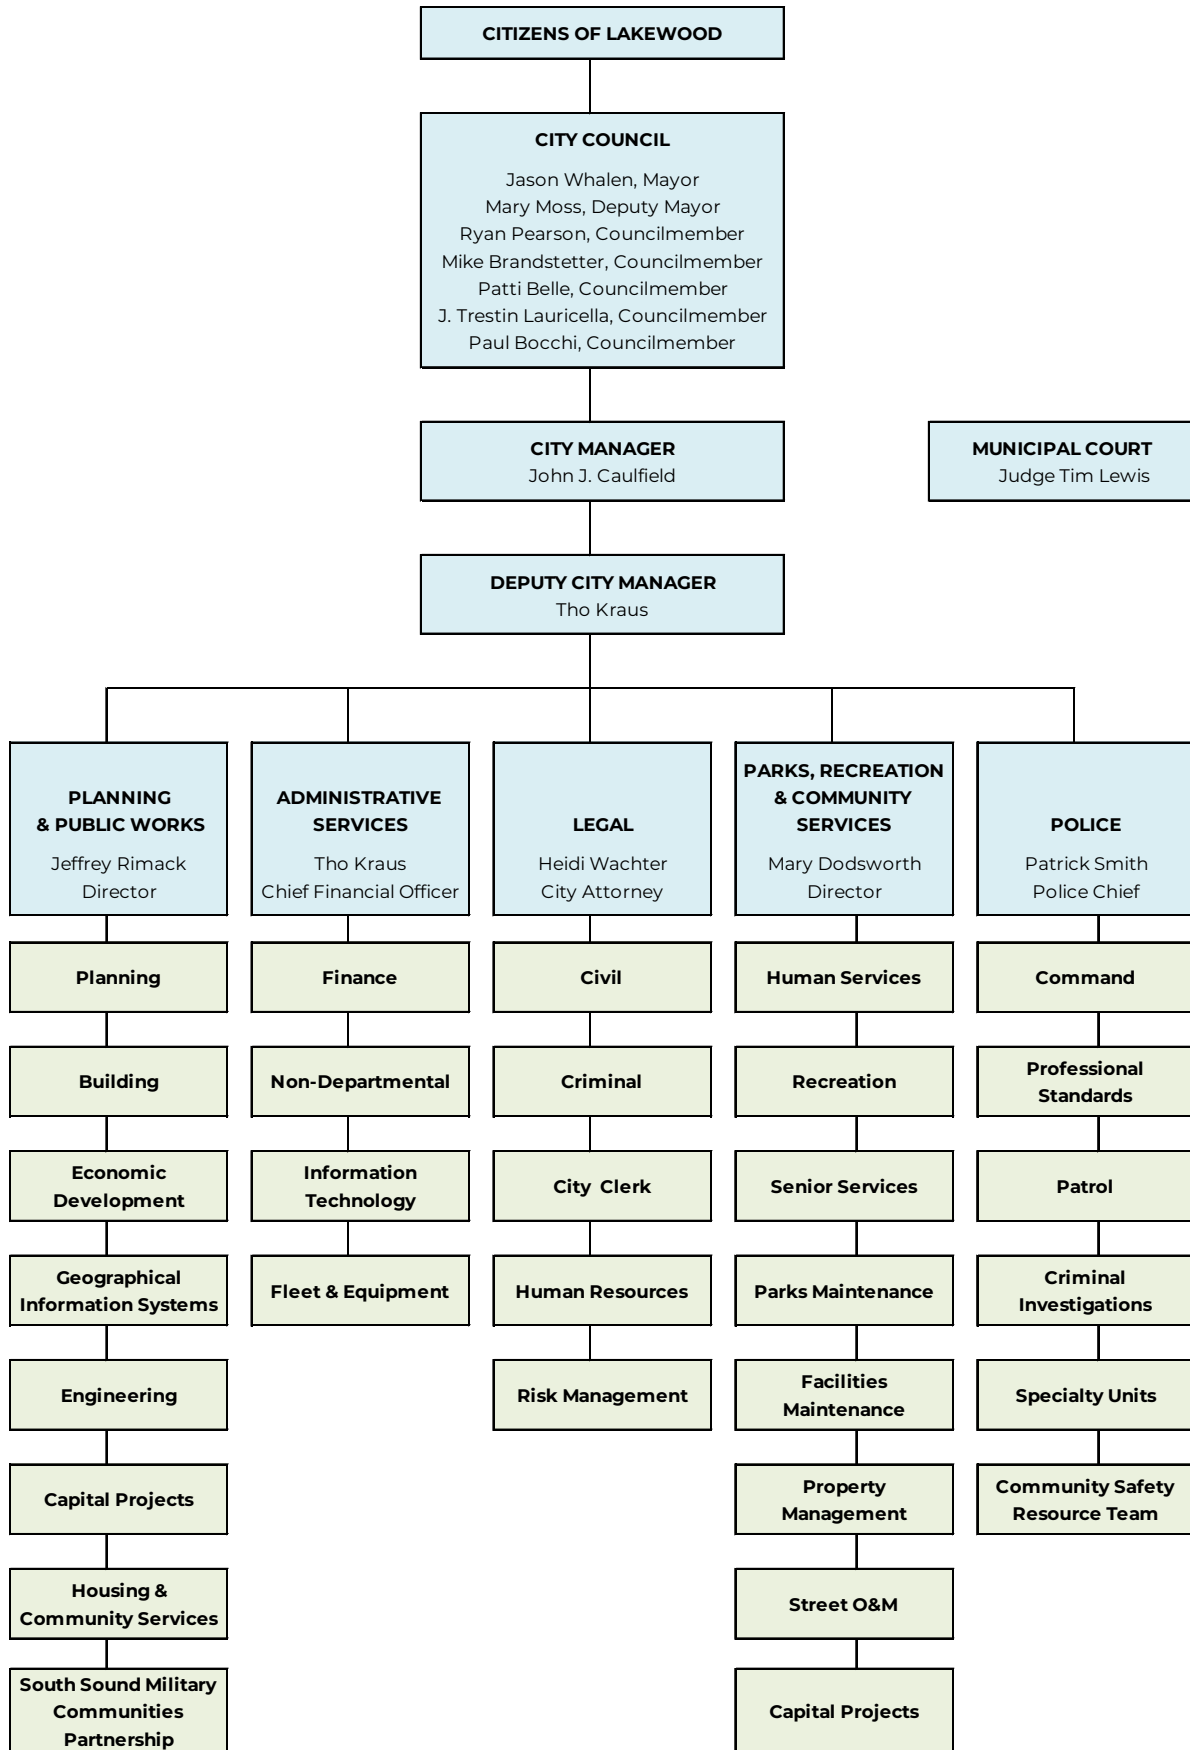 CITIZENS OF LAKEWOOD
CITY COUNCIL
Jason Whalen, Mayor
Mary Moss, Deputy Mayor
Ryan Pearson, Councilmember
Mike Brandstetter, Councilmember
Patti Belle, Councilmember
J. Trestin Lauricella, Councilmember
Paul Bocchi, Councilmember
CITY MANAGER
John J. Caulfield
MUNICIPAL COURT
Judge Tim Lewis
DEPUTY CITY MANAGER
Tho Kraus
PLANNING
& PUBLIC WORKS
Jeffrey Rimack
Director
Planning
Building
Economic
Development
Geographical
Information Systems
Engineering
Capital Projects
Housing &
Community Services
South Sound Military
Communities
Partnership
ADMINISTRATIVE
SERVICES
Tho Kraus
Chief Financial Officer
Finance
Non-Departmental
Information
Technology
Fleet & Equipment
LEGAL
Heidi Wachter
City Attorney
Civil
Criminal
City Clerk
Human Resources
Risk Management
PARKS, RECREATION
& COMMUNITY
SERVICES
Mary Dodsworth
Director
Human Services
Recreation
Senior Services
Parks Maintenance
Facilities
Maintenance
Property
Management
Street O&M
Capital Projects
POLICE
Patrick Smith
Police Chief
Command
Professional
Standards
Patrol
Criminal
Investigations
Specialty Units
Community Safety
Resource Team